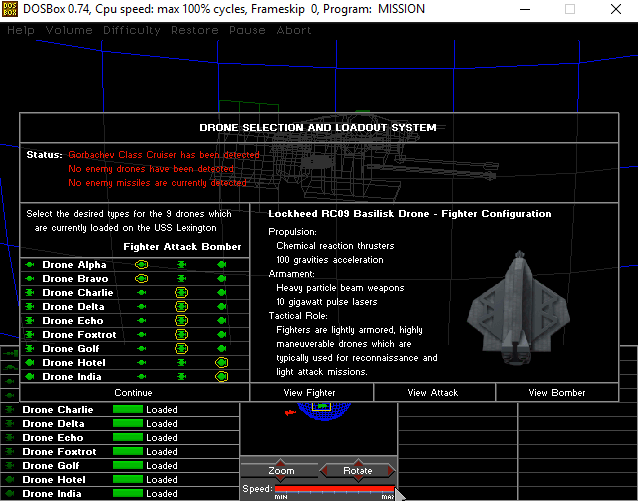 DOSBox 0.74, Cpu speed: max 100% cycles, Frameskip 0, Program: MISSION
Help Volume Difficulty Restore Pause Abort
DRONE SELECTION AND LOADOUT SYSTEM
Status: Gorbachev Class Cruiser has been detected
No enemy drones have been detected
No enemy missiles are currently detected
Select the desired types for the 9 drones which
are currently loaded on the USS Lexington
Fighter Attack Bomber
Drone Alpha
Drone Bravo
Drone Charlie
Drone Delta
Drone Echo
Drone Foxtrot
Drone Golf
Drone Hotel
Drone India
Continue
Lockheed RC09 Basilisk Drone - Fighter Configuration
Propulsion:
Chemical reaction thrusters
100 gravities acceleration
Armament:
Heavy particle beam weapons
10 gigawatt pulse lasers
Tactical Role:
Fighters are lightly armored, highly
maneuverable drones which are
typically used for reconnaissance and
light attack missions.
View Fighter View Attack View Bomber
Drone Charlie Loaded
Drone Delta Loaded
Drone Echo Loaded
Drone Foxtrot Loaded
Drone Golf Loaded
Drone Hotel Loaded
Drone India Loaded
Zoom Rotate
Speed:
MIN MAX